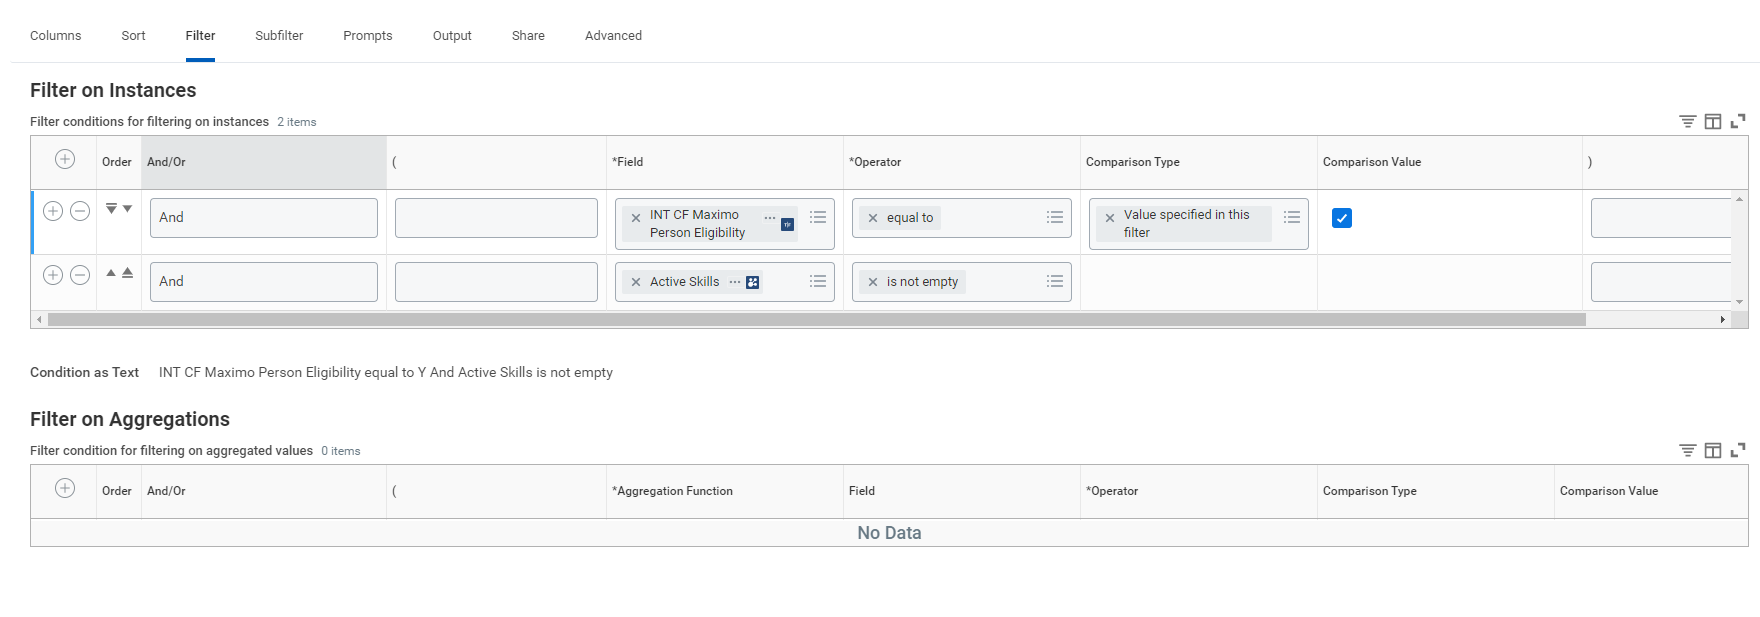 Columns Sort Filter Subfilter Prompts Output Share Advanced
Filter on Instances
Filter conditions for filtering on instances 2 items
Order And/Or ( *Field *Operator Comparison Type Comparison Value )
And INT CF Maximo Person Eligibility ... equal to Value specified in this filter
And Active Skills ... is not empty
Condition as Text INT CF Maximo Person Eligibility equal to Y And Active Skills is not empty
Filter on Aggregations
Filter condition for filtering on aggregated values 0 items
Order And/Or ( *Aggregation Function Field *Operator Comparison Type Comparison Value
No Data